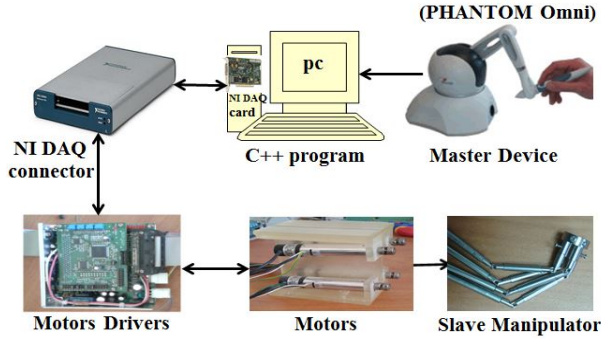 (PHANTOM Omni)
pc
NI DAQ
card
NI DAQ
connector
C++ program
Master Device
Motors Drivers
Motors
Slave Manipulator